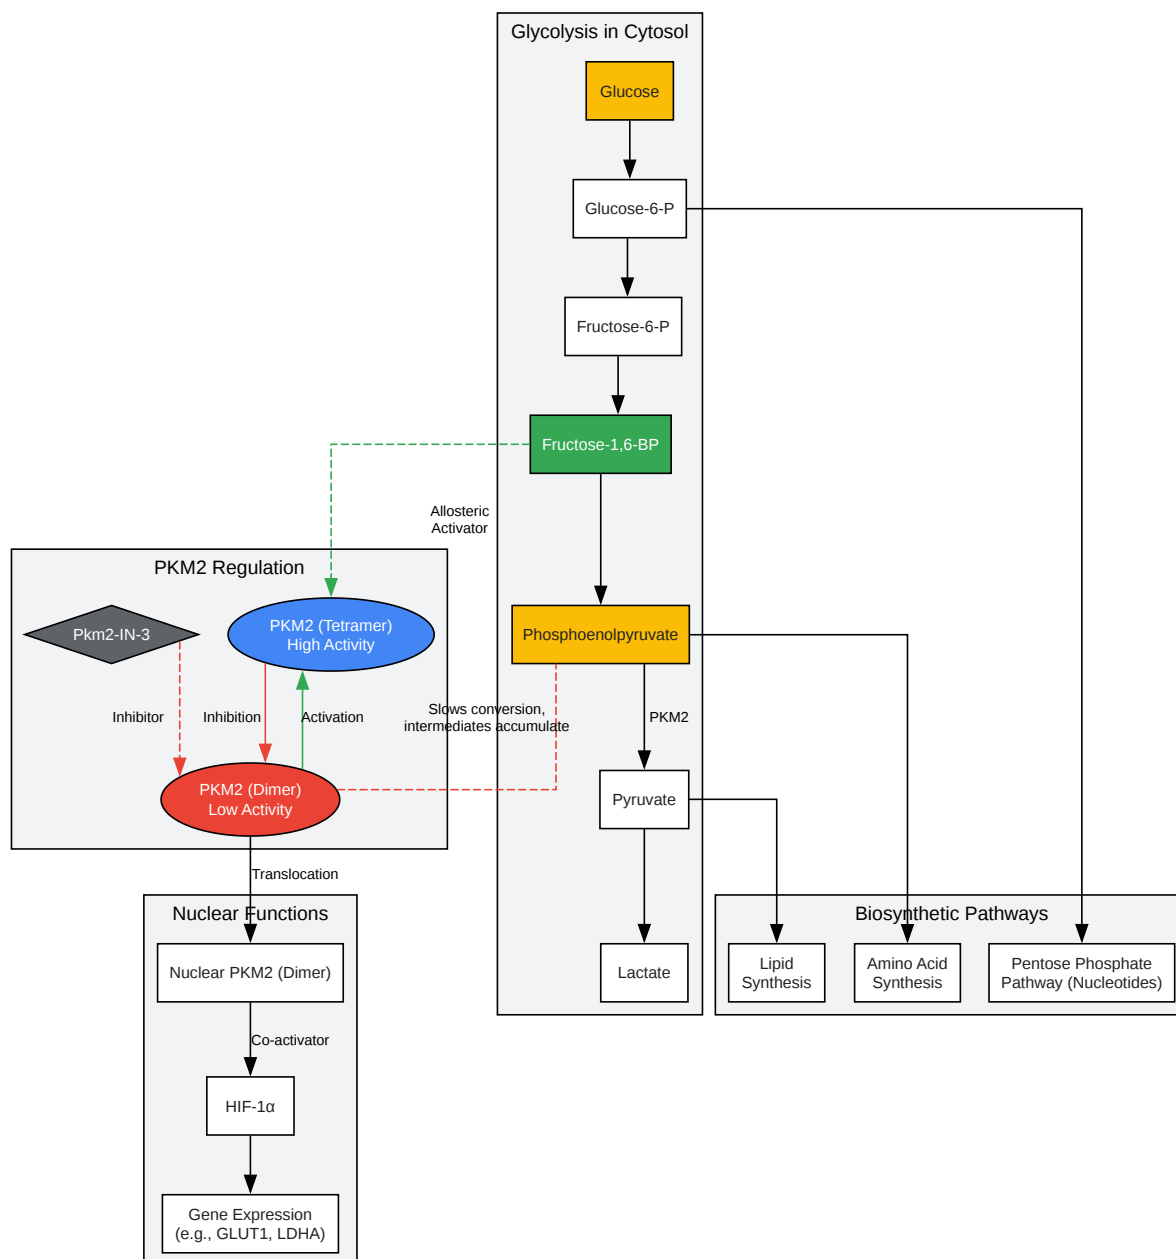 Glycolysis in Cytosol
Glucose
Glucose-6-P
Fructose-6-P
Fructose-1,6-BP
Allosteric
Activator
PKM2 Regulation
Pkm2-IN-3
PKM2 (Tetramer)
High Activity
Phosphoenolpyruvate
Inhibitor
Inhibition
Activation
Slows conversion,
intermediates accumulate
PKM2
PKM2 (Dimer)
Low Activity
Pyruvate
Translocation
Nuclear Functions
Biosynthetic Pathways
Nuclear PKM2 (Dimer)
Lactate
Lipid
Synthesis
Amino Acid
Synthesis
Pentose Phosphate
Pathway (Nucleotides)
Co-activator
HIF-1α
Gene Expression
(e.g., GLUT1, LDHA)